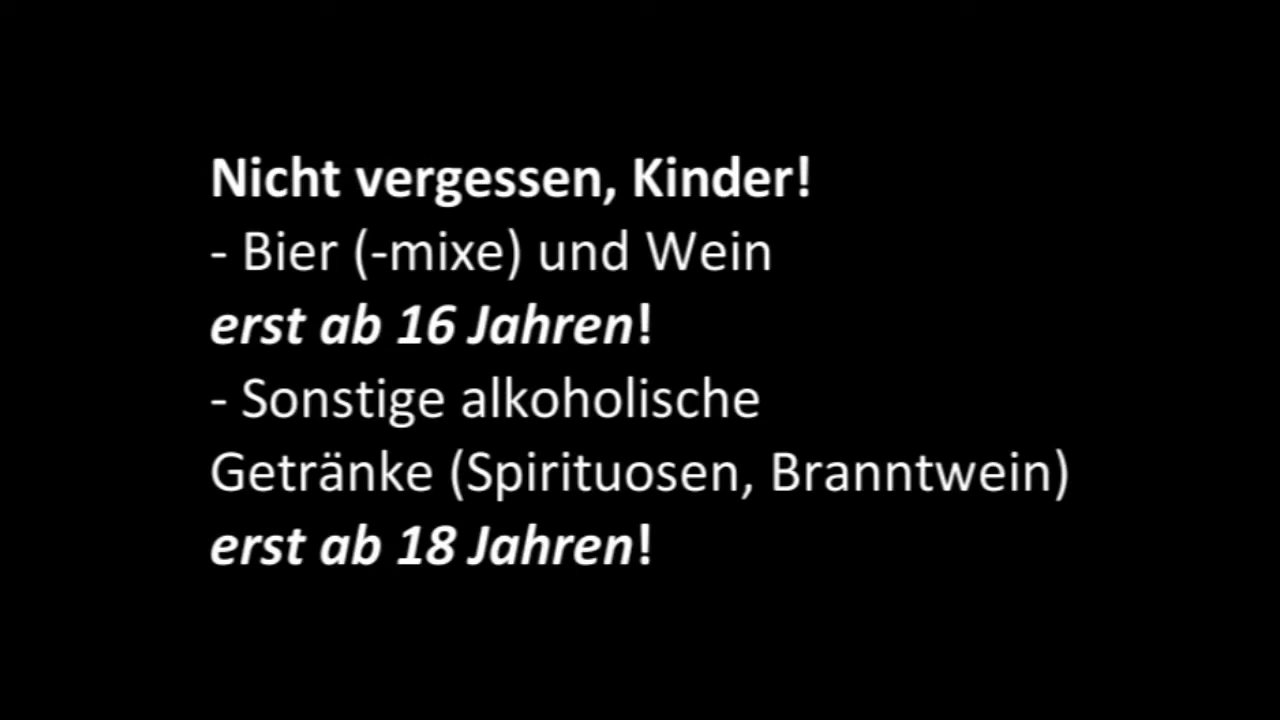 Nicht vergessen, Kinder!
- Bier (-mixe) und Wein
erst ab 16 Jahren!
- Sonstige alkoholische
Getränke (Spirituosen, Branntwein)
erst ab 18 Jahren!